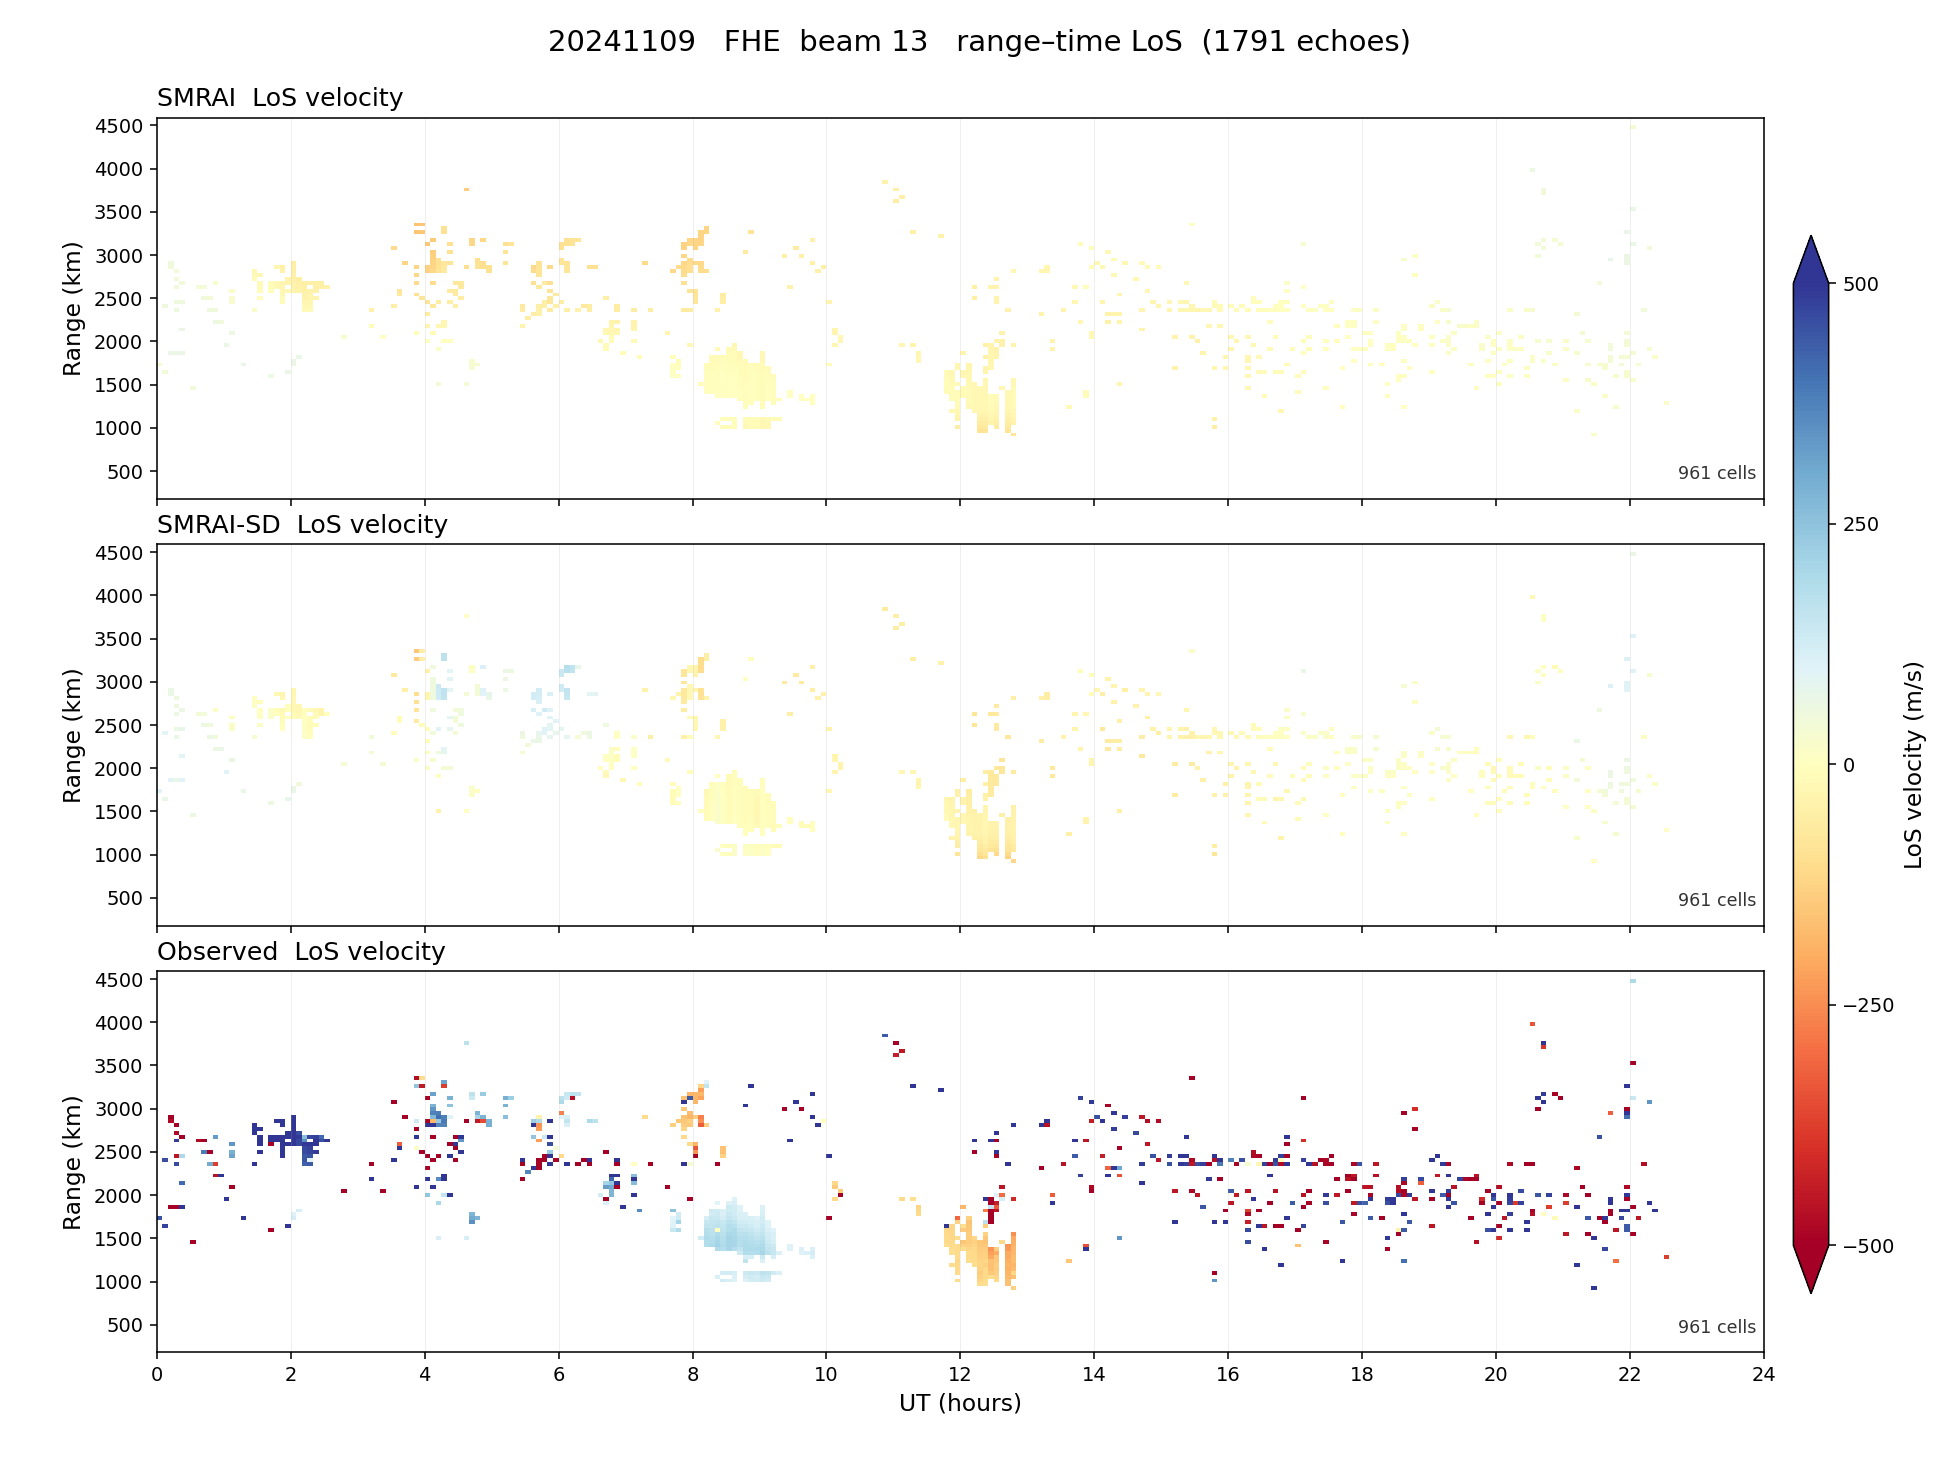 20241109   FHE  beam 13   range–time LoS  (1791 echoes)
SMRAI  LoS velocity
4500
4000
3500
3000
2500
2000
1500
1000
500
Range (km)
961 cells
SMRAI-SD  LoS velocity
4500
4000
3500
3000
2500
2000
1500
1000
500
Range (km)
961 cells
Observed  LoS velocity
4500
4000
3500
3000
2500
2000
1500
1000
500
Range (km)
961 cells
0 2 4 6 8 10 12 14 16 18 20 22 24
UT (hours)
500
250
0
−250
−500
LoS velocity (m/s)